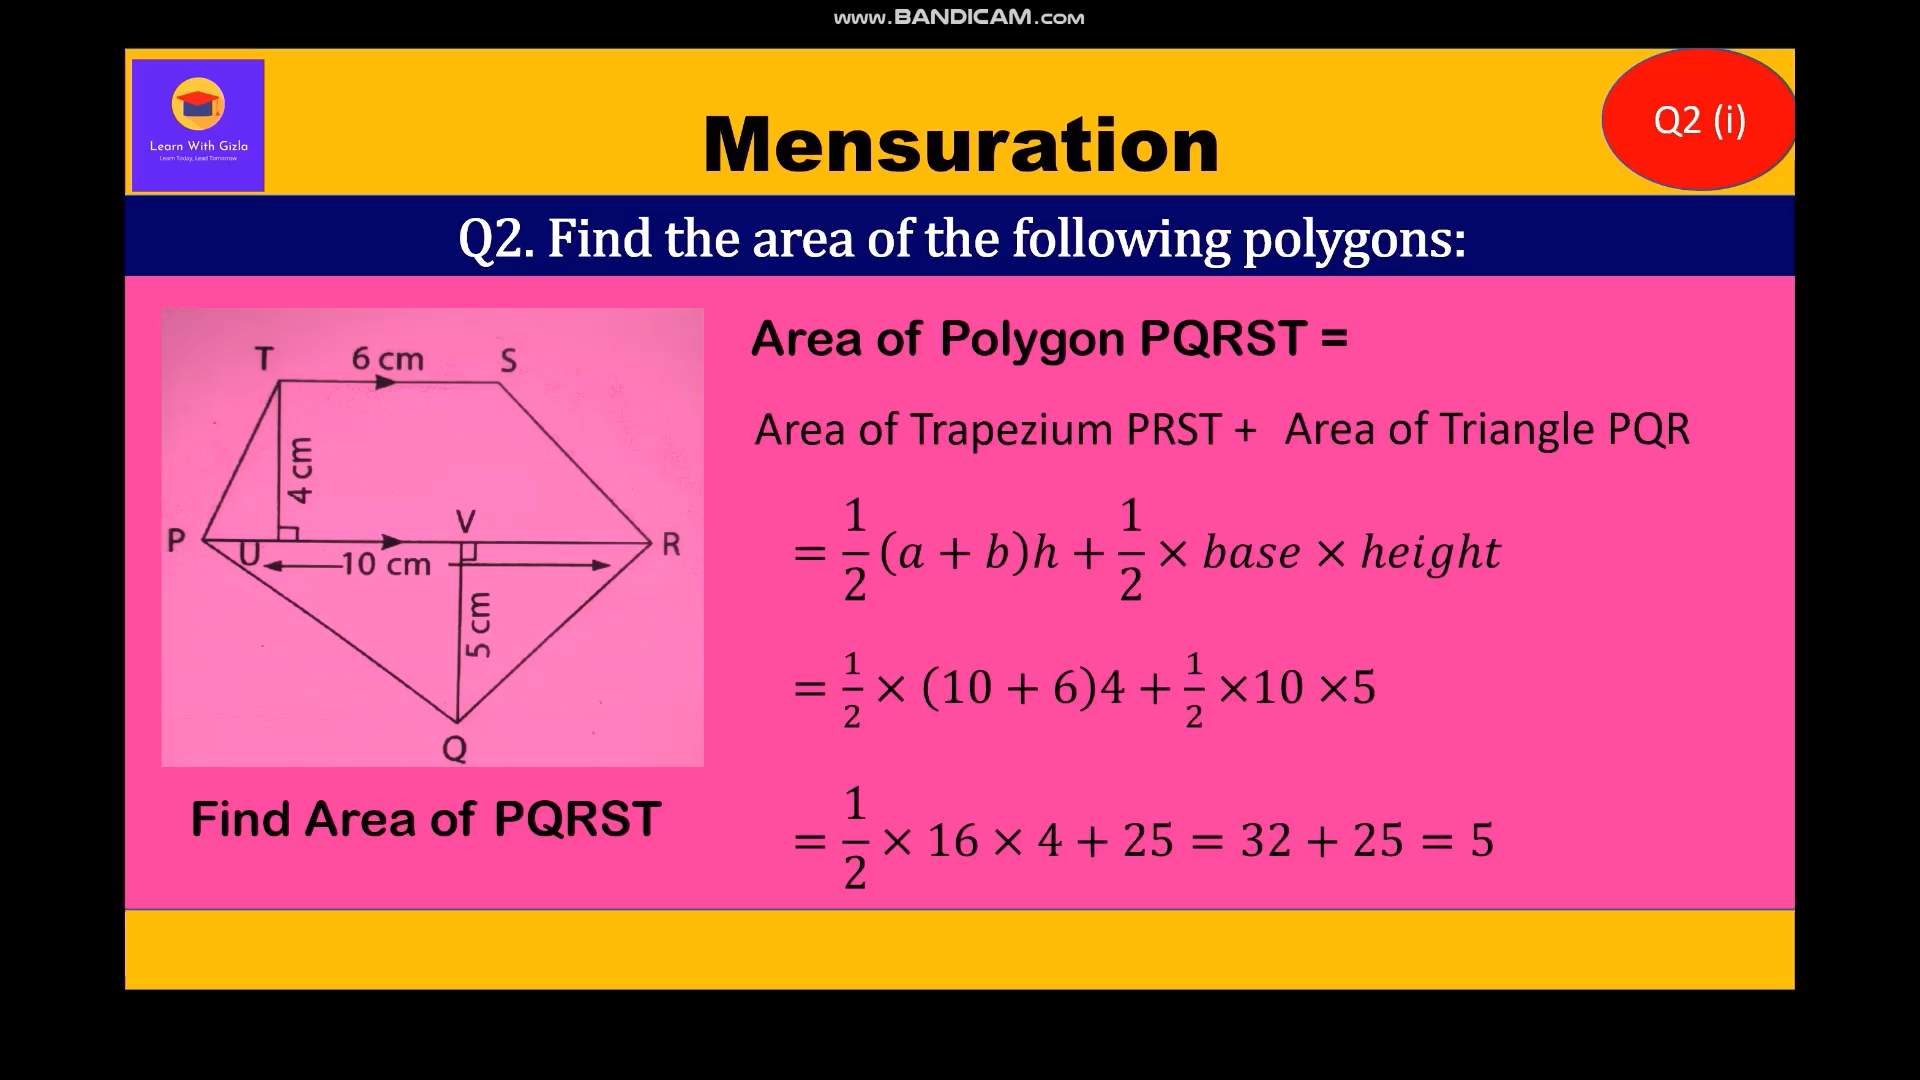 www.BANDICAM.com
Learn With Gizla
Learn Today, Lead Tomorrow
Mensuration
Q2 (i)
Q2. Find the area of the following polygons:
T 6 cm S
4 cm
P U V R
10 cm
5 cm
Q
Find Area of PQRST
Area of Polygon PQRST =
Area of Trapezium PRST + Area of Triangle PQR
= 1/2 (a + b)h + 1/2 × base × height
= 1/2 × (10 + 6)4 + 1/2 ×10 ×5
= 1/2 × 16 × 4 + 25 = 32 + 25 = 5